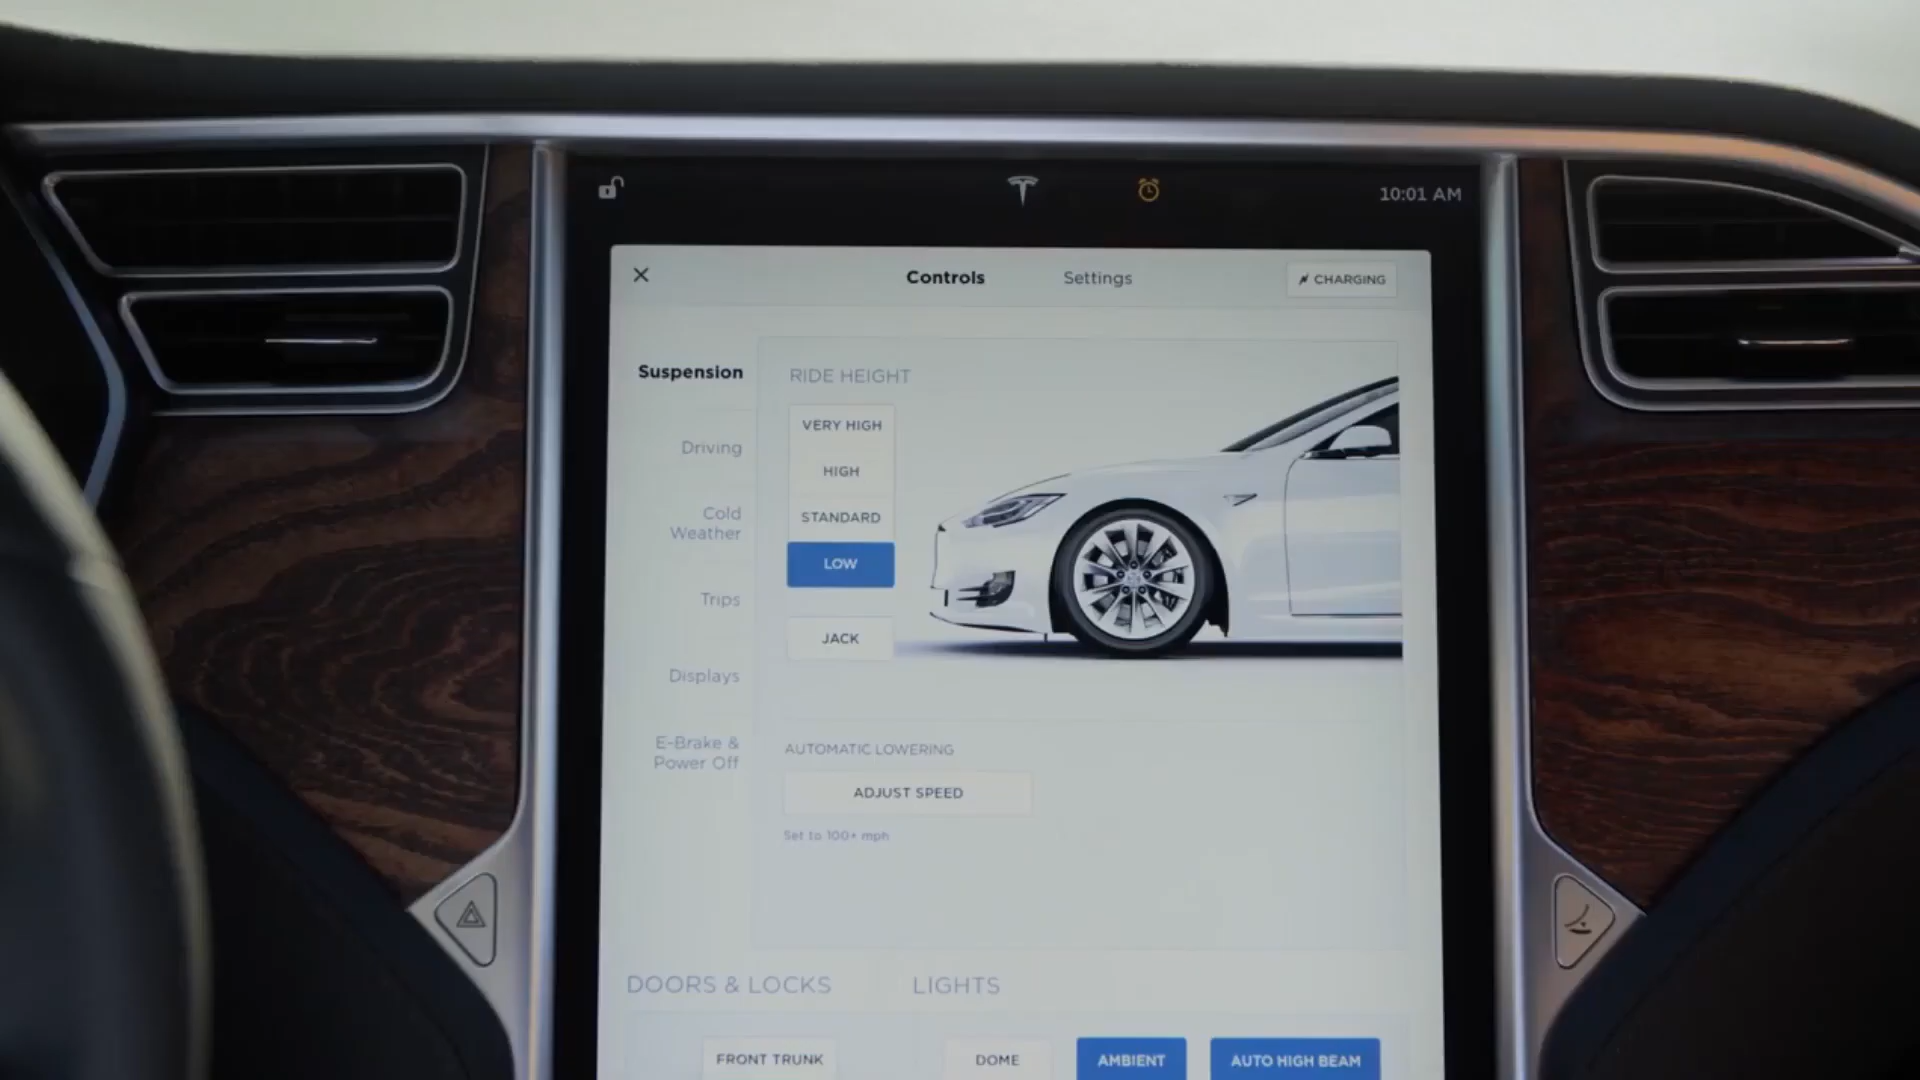 10:01 AM
Controls
Settings
CHARGING
Suspension
RIDE HEIGHT
VERY HIGH
Driving
HIGH
Cold
Weather
STANDARD
LOW
Trips
JACK
Displays
E-Brake &
Power Off
AUTOMATIC LOWERING
ADJUST SPEED
Set to 100+ mph
DOORS & LOCKS
LIGHTS
FRONT TRUNK
DOME
AMBIENT
AUTO HIGH BEAM